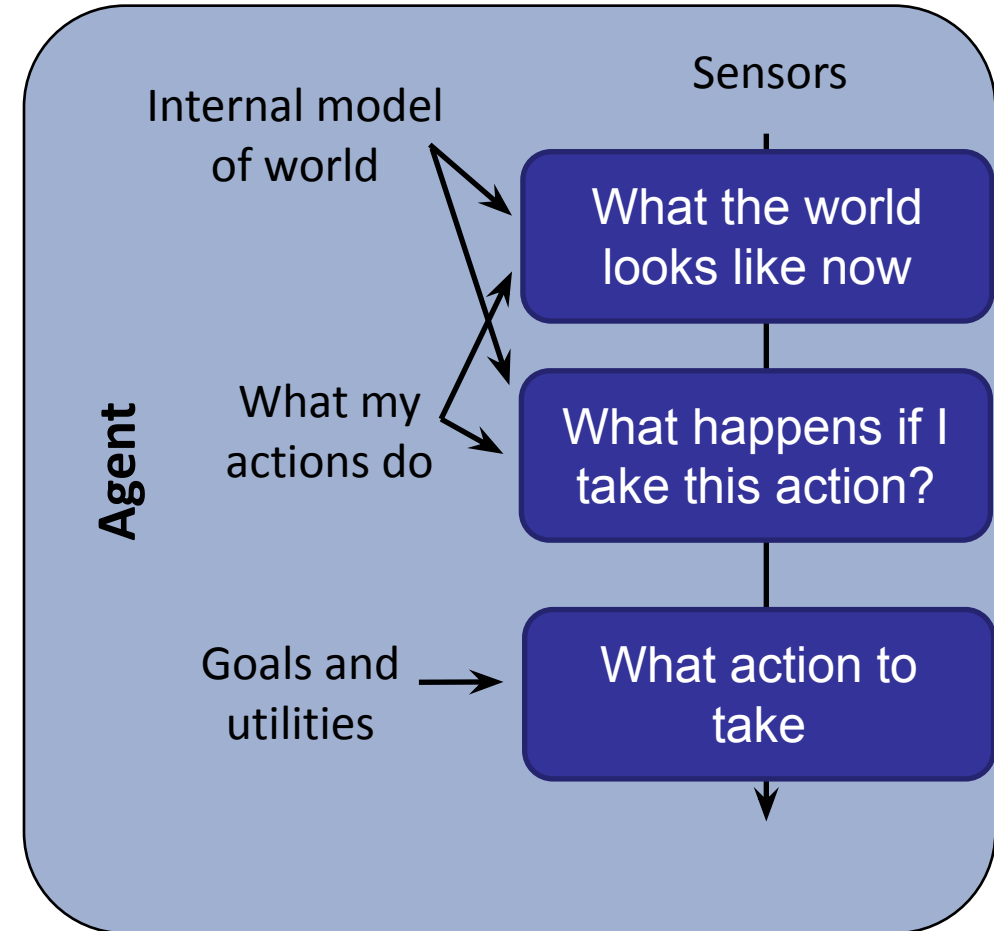 Sensors
Internal model
of world
What the world
looks like now
What my
actions do
What happens if I
take this action?
Agent
Goals and
utilities
What action to
take